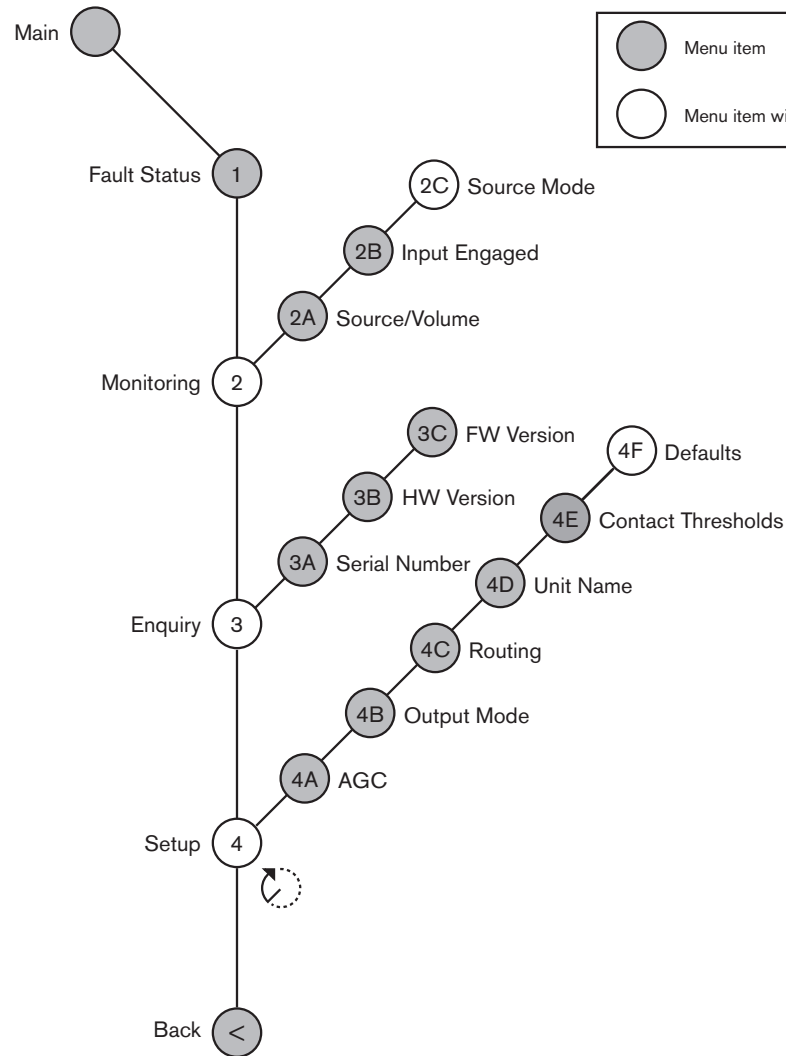 Main
Menu item
Menu item wi
Fault Status 1
2C Source Mode
2B Input Engaged
2A Source/Volume
Monitoring 2
3C FW Version
4F Defaults
3B HW Version
4E Contact Thresholds
3A Serial Number
4D Unit Name
Enquiry 3
4C Routing
4B Output Mode
4A AGC
Setup 4
Back <